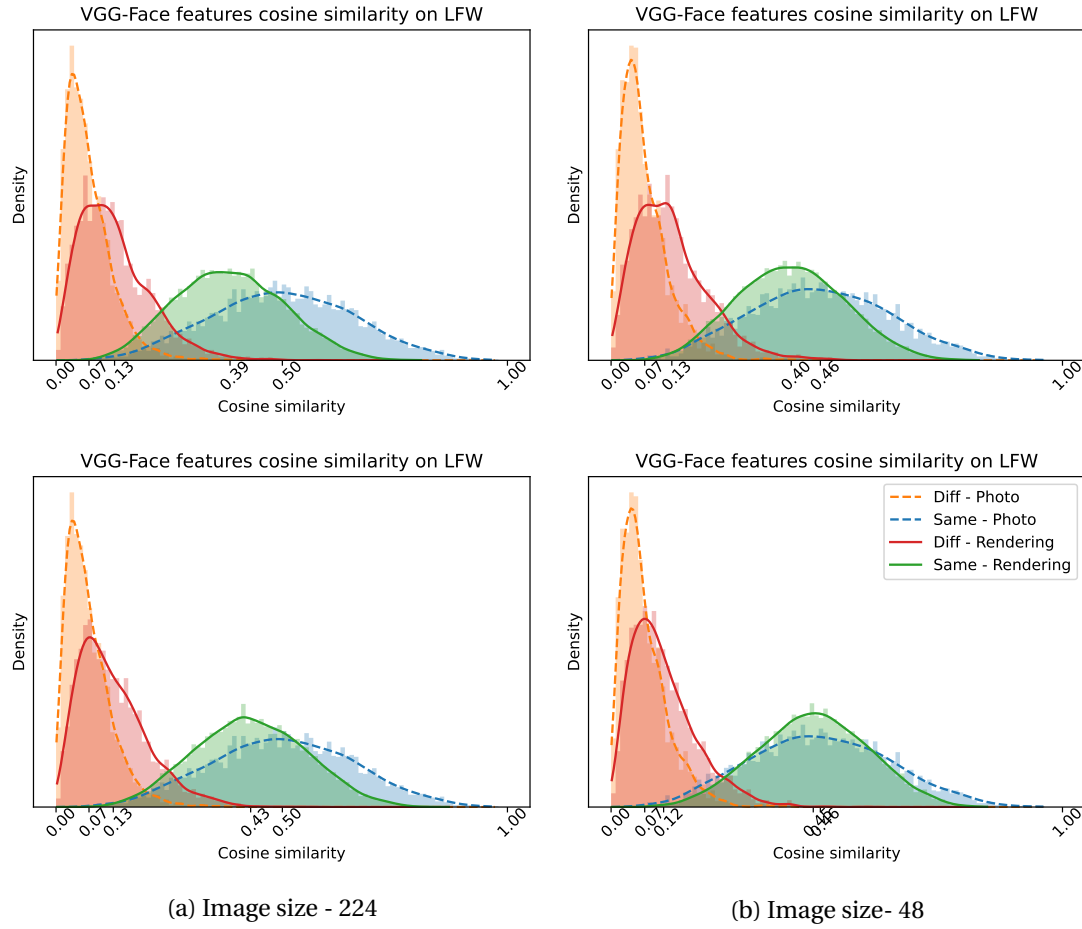 VGG-Face features cosine similarity on LFW
Density
0.00 0.07 0.13 0.39 0.50 1.00
Cosine similarity
VGG-Face features cosine similarity on LFW
Density
0.00 0.07 0.13 0.40 0.46 1.00
Cosine similarity
VGG-Face features cosine similarity on LFW
Density
0.00 0.07 0.13 0.43 0.50 1.00
Cosine similarity
VGG-Face features cosine similarity on LFW
Diff - Photo
Same - Photo
Diff - Rendering
Same - Rendering
Density
0.00 0.07 0.12 1.00
Cosine similarity
(a) Image size - 224
(b) Image size- 48